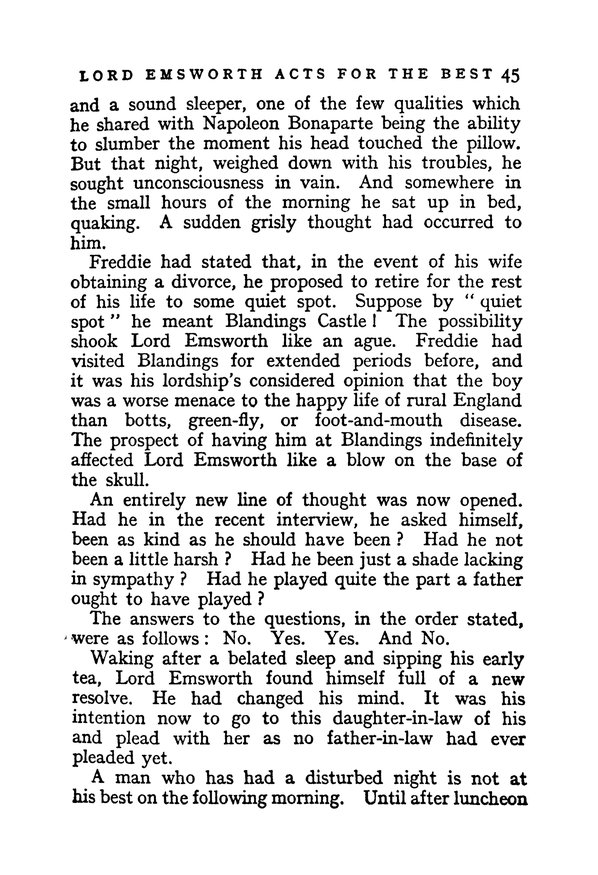 LORD EMSWORTH ACTS FOR THE BEST 45
and a sound sleeper, one of the few qualities which
he shared with Napoleon Bonaparte being the ability
to slumber the moment his head touched the pillow.
But that night, weighed down with his troubles, he
sought unconsciousness in vain. And somewhere in
the small hours of the morning he sat up in bed,
quaking. A sudden grisly thought had occurred to
him.
Freddie had stated that, in the event of his wife
obtaining a divorce, he proposed to retire for the rest
of his life to some quiet spot. Suppose by " quiet
spot " he meant Blandings Castle ! The possibility
shook Lord Emsworth like an ague. Freddie had
visited Blandings for extended periods before, and
it was his lordship's considered opinion that the boy
was a worse menace to the happy life of rural England
than botts, green-fly, or foot-and-mouth disease.
The prospect of having him at Blandings indefinitely
affected Lord Emsworth like a blow on the base of
the skull.
An entirely new line of thought was now opened.
Had he in the recent interview, he asked himself,
been as kind as he should have been ? Had he not
been a little harsh ? Had he been just a shade lacking
in sympathy ? Had he played quite the part a father
ought to have played ?
The answers to the questions, in the order stated,
were as follows : No. Yes. Yes. And No.
Waking after a belated sleep and sipping his early
tea, Lord Emsworth found himself full of a new
resolve. He had changed his mind. It was his
intention now to go to this daughter-in-law of his
and plead with her as no father-in-law had ever
pleaded yet.
A man who has had a disturbed night is not at
his best on the following morning. Until after luncheon